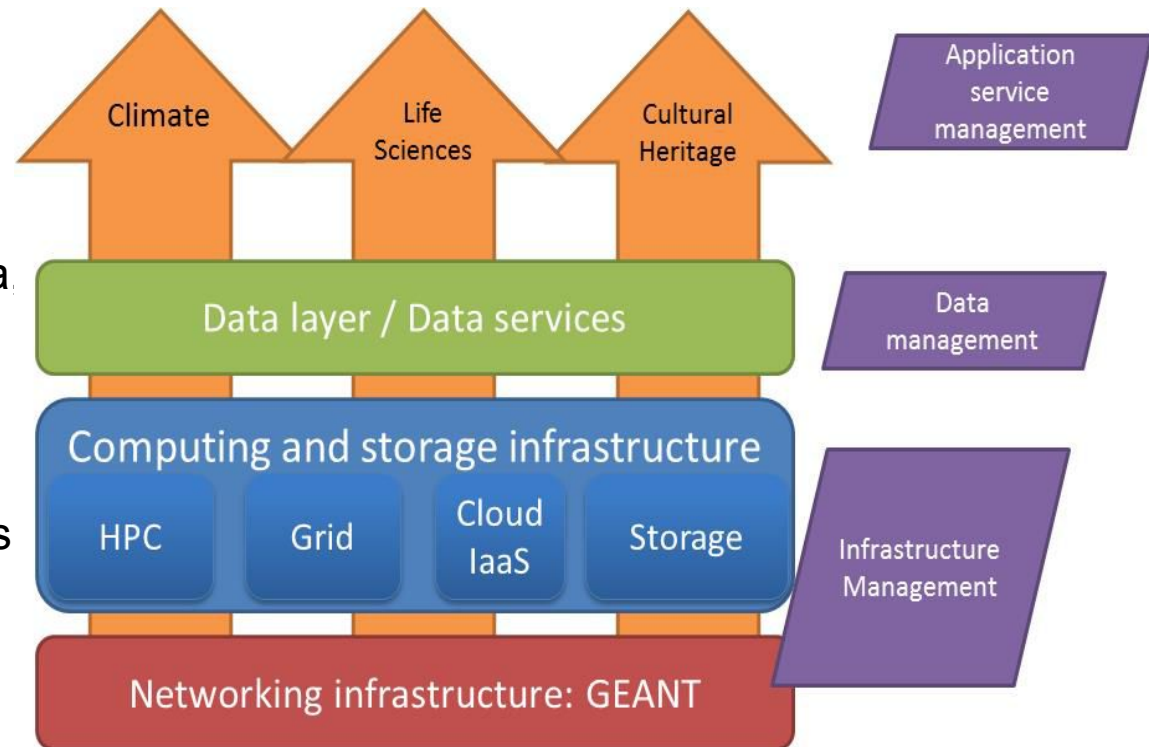 Climate
Life
Sciences
Cultural
Heritage
Application
service
management
a
Data layer / Data services
Data
management
Computing and storage infrastructure
s
HPC
Grid
Cloud
IaaS
Storage
Infrastructure
Management
Networking infrastructure: GEANT